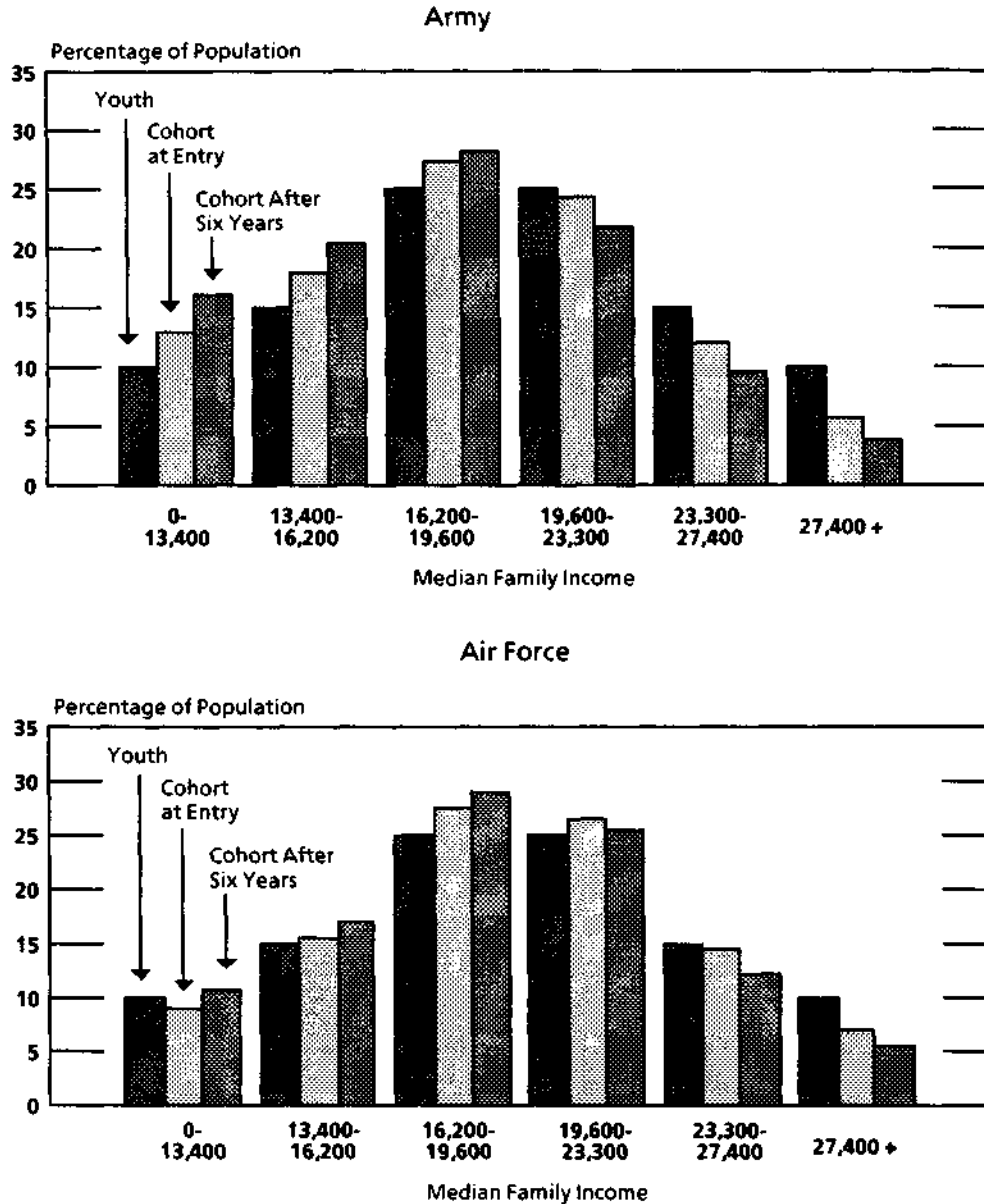 Army
Percentage of Population
35
30
25
20
15
10
5
0
Youth
Cohort
at Entry
Cohort After
Six Years
0-
13,400
13,400-
16,200
16,200-
19,600
19,600-
23,300
23,300-
27,400
27,400 +
Median Family Income
Air Force
Percentage of Population
35
30
25
20
15
10
5
0
Youth
Cohort
at Entry
Cohort After
Six Years
0-
13,400
13,400-
16,200
16,200-
19,600
19,600-
23,300
23,300-
27,400
27,400 +
Median Family Income